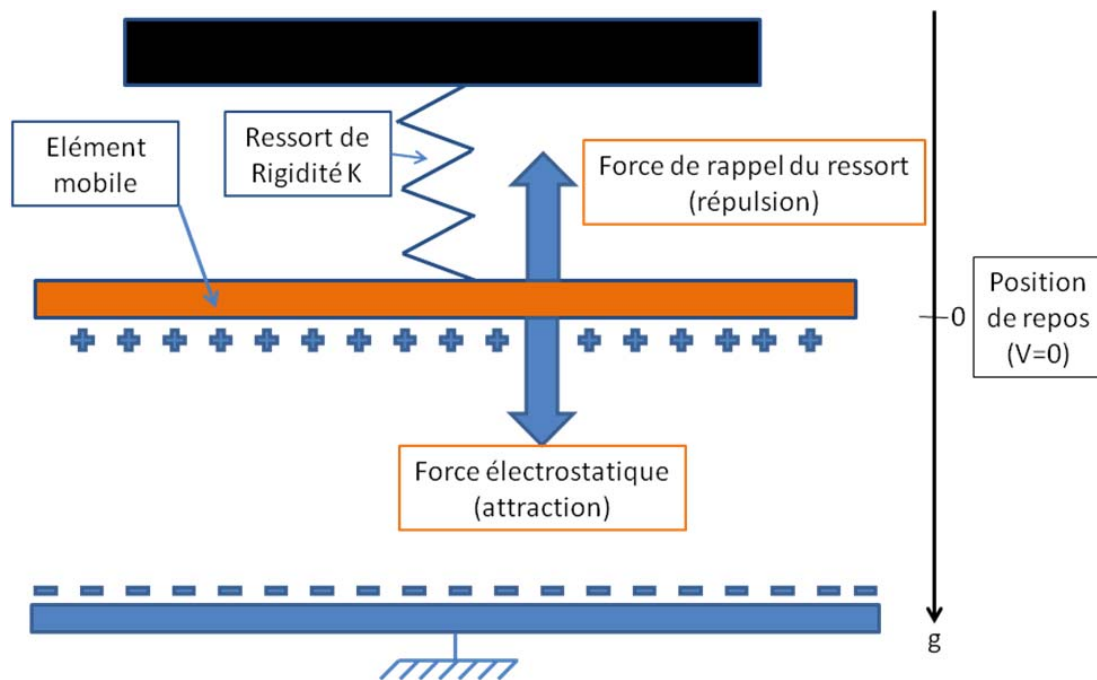 Elément
mobile
Ressort de
Rigidité K
Force de rappel du ressort
(répulsion)
0
Position
de repos
(V=0)
Force électrostatique
(attraction)
g